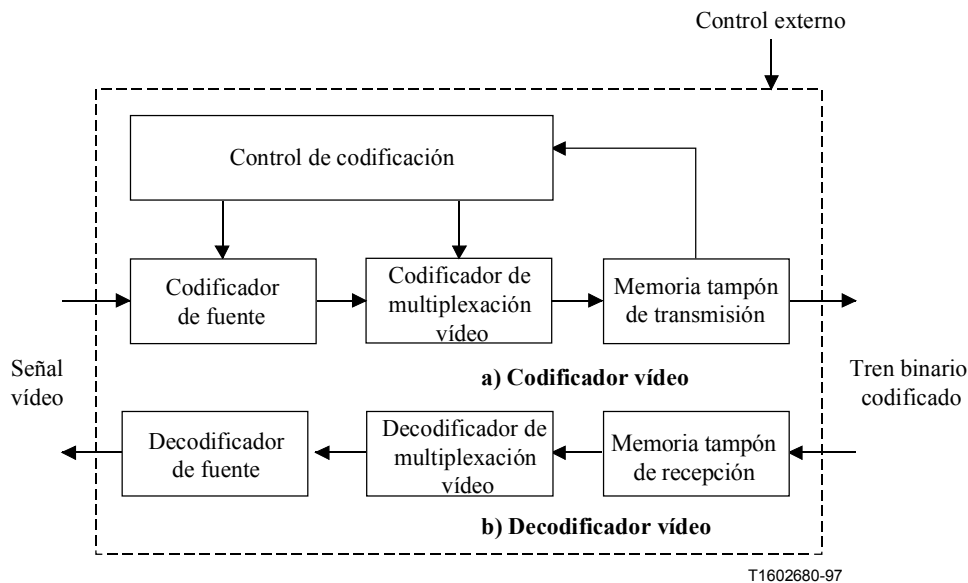 Control externo
Control de codificación
Codificador
de fuente
Codificador de
multiplexación
vídeo
Memoria tampón
de transmisión
a) Codificador vídeo
Señal
vídeo
Tren binario
codificado
Decodificador
de fuente
Decodificador de
multiplexación
vídeo
Memoria tampón
de recepción
b) Decodificador vídeo
T1602680-97